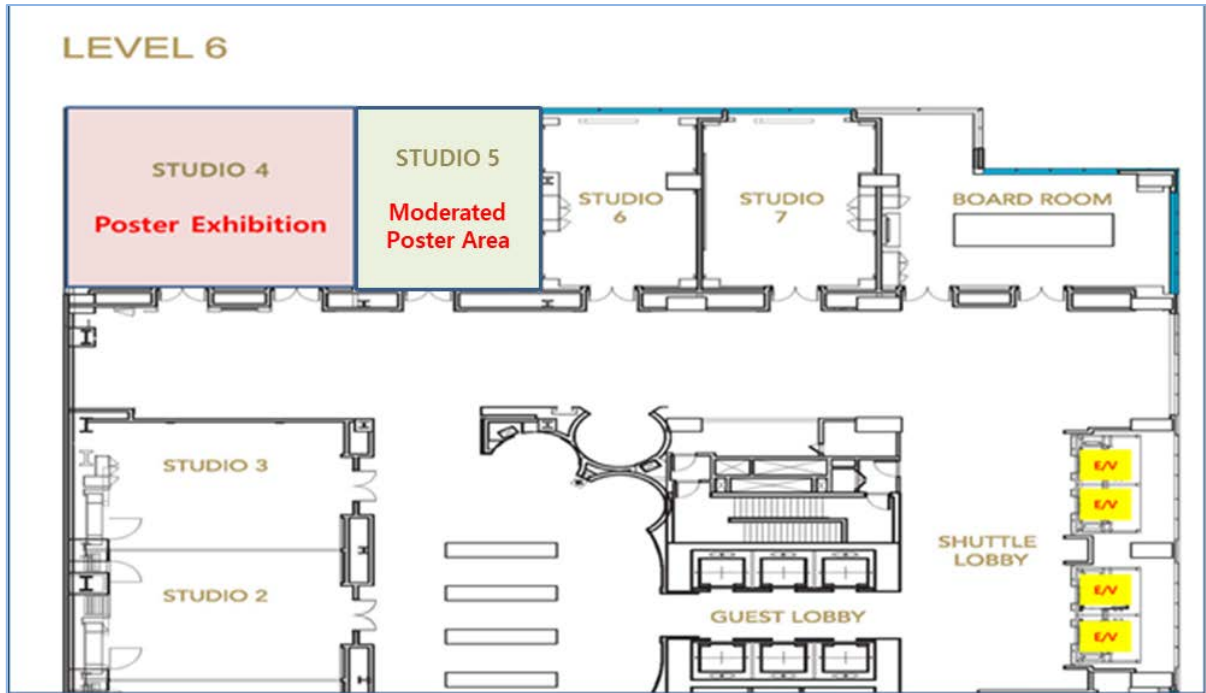 LEVEL 6
STUDIO 4
Poster Exhibition
STUDIO 5
Moderated
Poster Area
STUDIO
6
STUDIO
7
BOARD ROOM
STUDIO 3
STUDIO 2
GUEST LOBBY
SHUTTLE
LOBBY
E/V
E/V
E/V
E/V